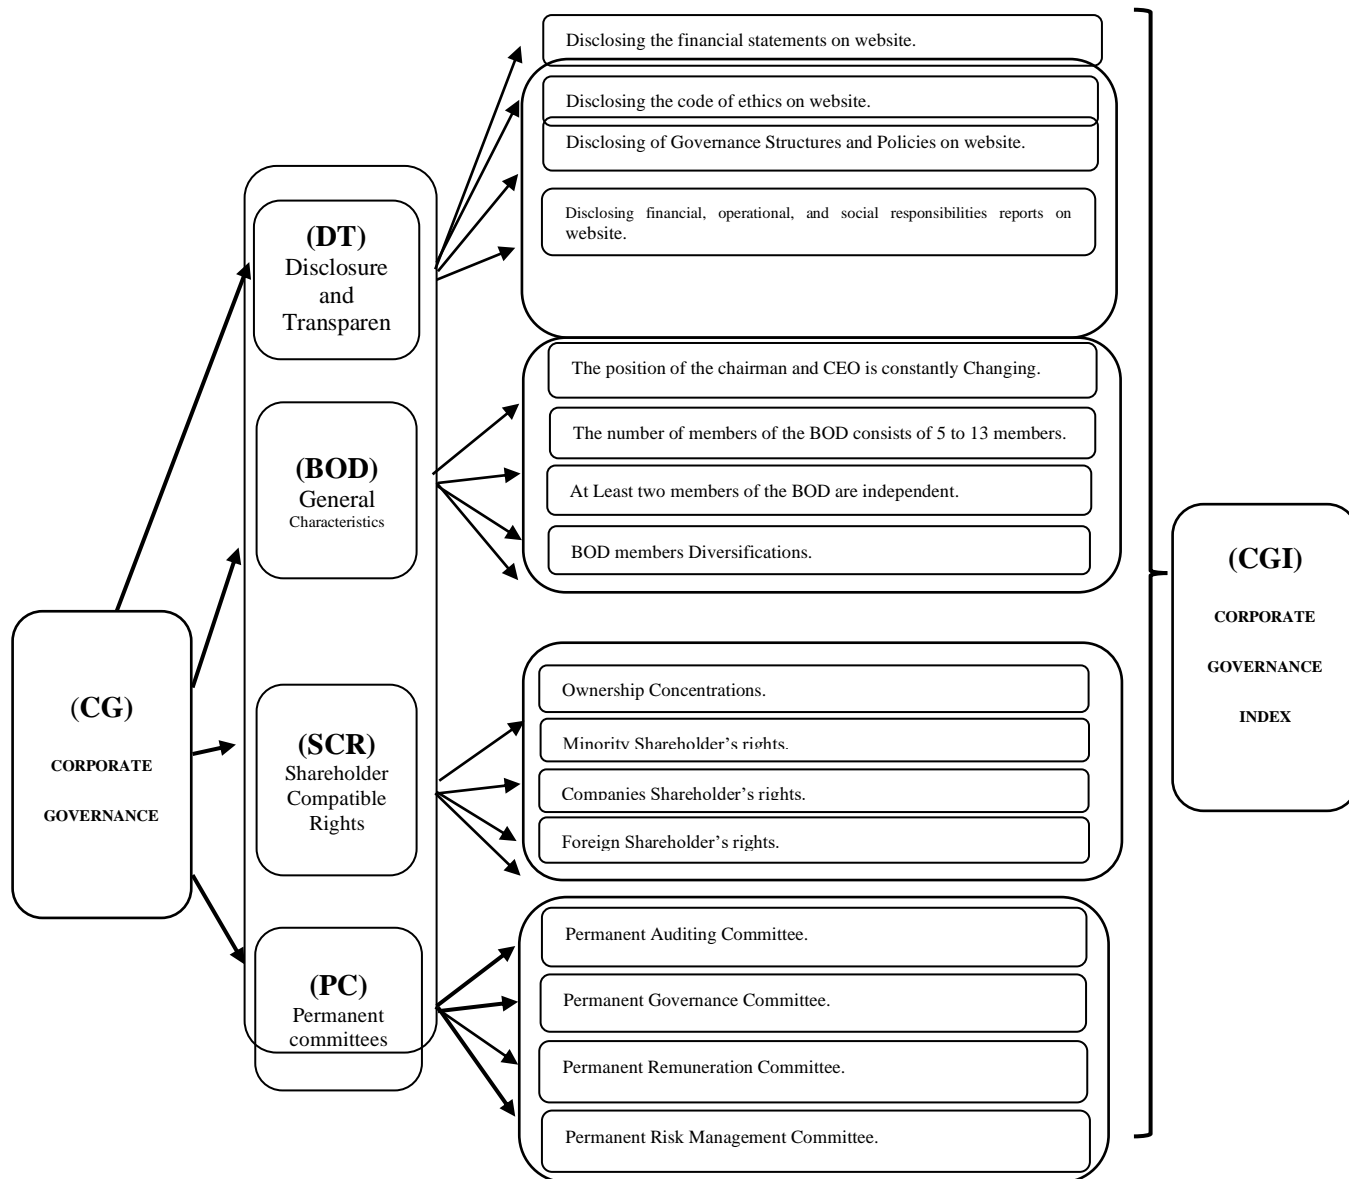 (CG)
CORPORATE
GOVERNANCE
(DT)
Disclosure
and
Transparen
(BOD)
General
Characteristics
(SCR)
Shareholder
Compatible
Rights
(PC)
Permanent
committees
Disclosing the financial statements on website.
Disclosing the code of ethics on website.
Disclosing of Governance Structures and Policies on website.
Disclosing financial, operational, and social responsibilities reports on
website.
The position of the chairman and CEO is constantly Changing.
The number of members of the BOD consists of 5 to 13 members.
At Least two members of the BOD are independent.
BOD members Diversifications.
Ownership Concentrations.
Minority Shareholder’s rights.
Companies Shareholder’s rights.
Foreign Shareholder’s rights.
Permanent Auditing Committee.
Permanent Governance Committee.
Permanent Remuneration Committee.
Permanent Risk Management Committee.
(CGI)
CORPORATE
GOVERNANCE
INDEX